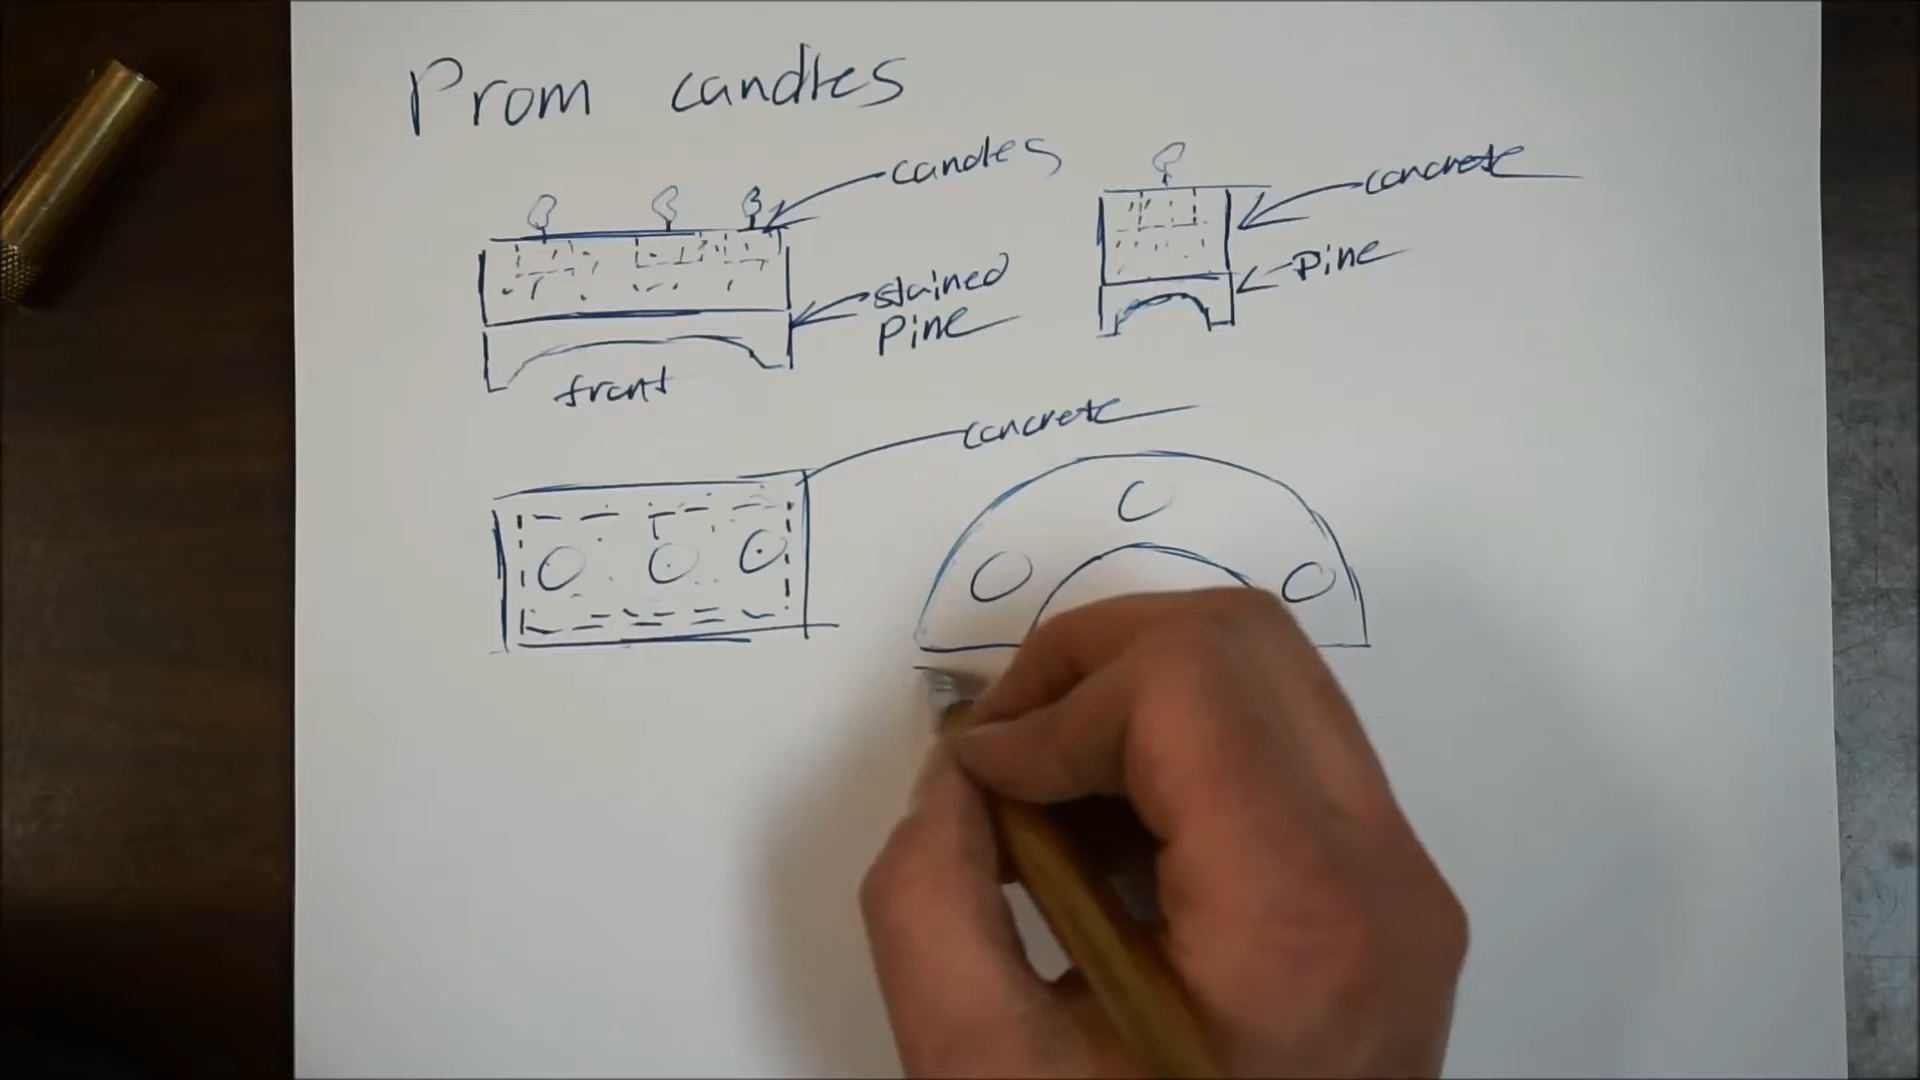 Prom candles
candles
concrete
stained
Pine
Pine
front
concrete